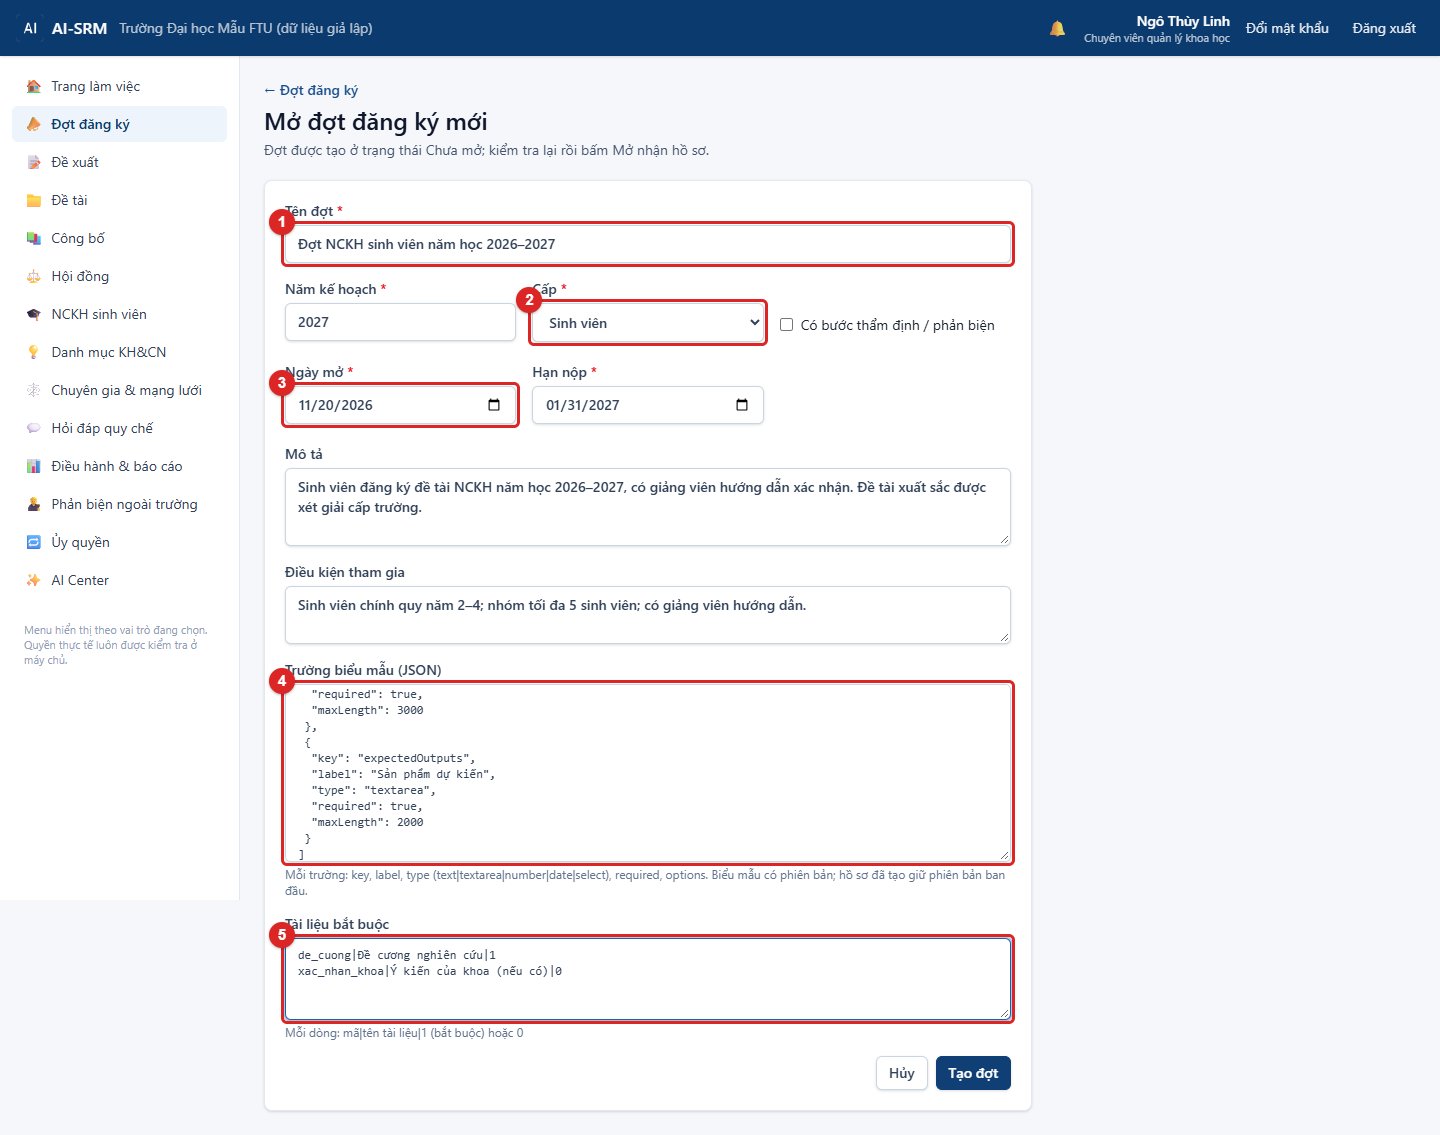 AI AI-SRM Trường Đại học Mẫu FTU (dữ liệu giả lập)
Ngô Thùy Linh
Chuyên viên quản lý khoa học
Đổi mật khẩu
Đăng xuất
Trang làm việc
Đợt đăng ký
Đề xuất
Đề tài
Công bố
Hội đồng
NCKH sinh viên
Danh mục KH&CN
Chuyên gia & mạng lưới
Hỏi đáp quy chế
Điều hành & báo cáo
Phản biện ngoài trường
Ủy quyền
AI Center
Menu hiển thị theo vai trò đang chọn.
Quyền thực tế luôn được kiểm tra ở
máy chủ.
← Đợt đăng ký
Mở đợt đăng ký mới
Đợt được tạo ở trạng thái Chưa mở; kiểm tra lại rồi bấm Mở nhận hồ sơ.
1
Tên đợt *
Đợt NCKH sinh viên năm học 2026–2027
Năm kế hoạch *
2027
2
Cấp *
Sinh viên
Có bước thẩm định / phản biện
3
Ngày mở *
11/20/2026
Hạn nộp *
01/31/2027
Mô tả
Sinh viên đăng ký đề tài NCKH năm học 2026–2027, có giảng viên hướng dẫn xác nhận. Đề tài xuất sắc được
xét giải cấp trường.
Điều kiện tham gia
Sinh viên chính quy năm 2–4; nhóm tối đa 5 sinh viên; có giảng viên hướng dẫn.
4
Trường biểu mẫu (JSON)
"required": true,
"maxLength": 3000
},
{
"key": "expectedOutputs",
"label": "Sản phẩm dự kiến",
"type": "textarea",
"required": true,
"maxLength": 2000
}
]
Mỗi trường: key, label, type (text|textarea|number|date|select), required, options. Biểu mẫu có phiên bản; hồ sơ đã tạo giữ phiên bản ban
đầu.
5
Tài liệu bắt buộc
de_cuong|Đề cương nghiên cứu|1
xac_nhan_khoa|Ý kiến của khoa (nếu có)|0
Mỗi dòng: mã|tên tài liệu|1 (bắt buộc) hoặc 0
Hủy
Tạo đợt